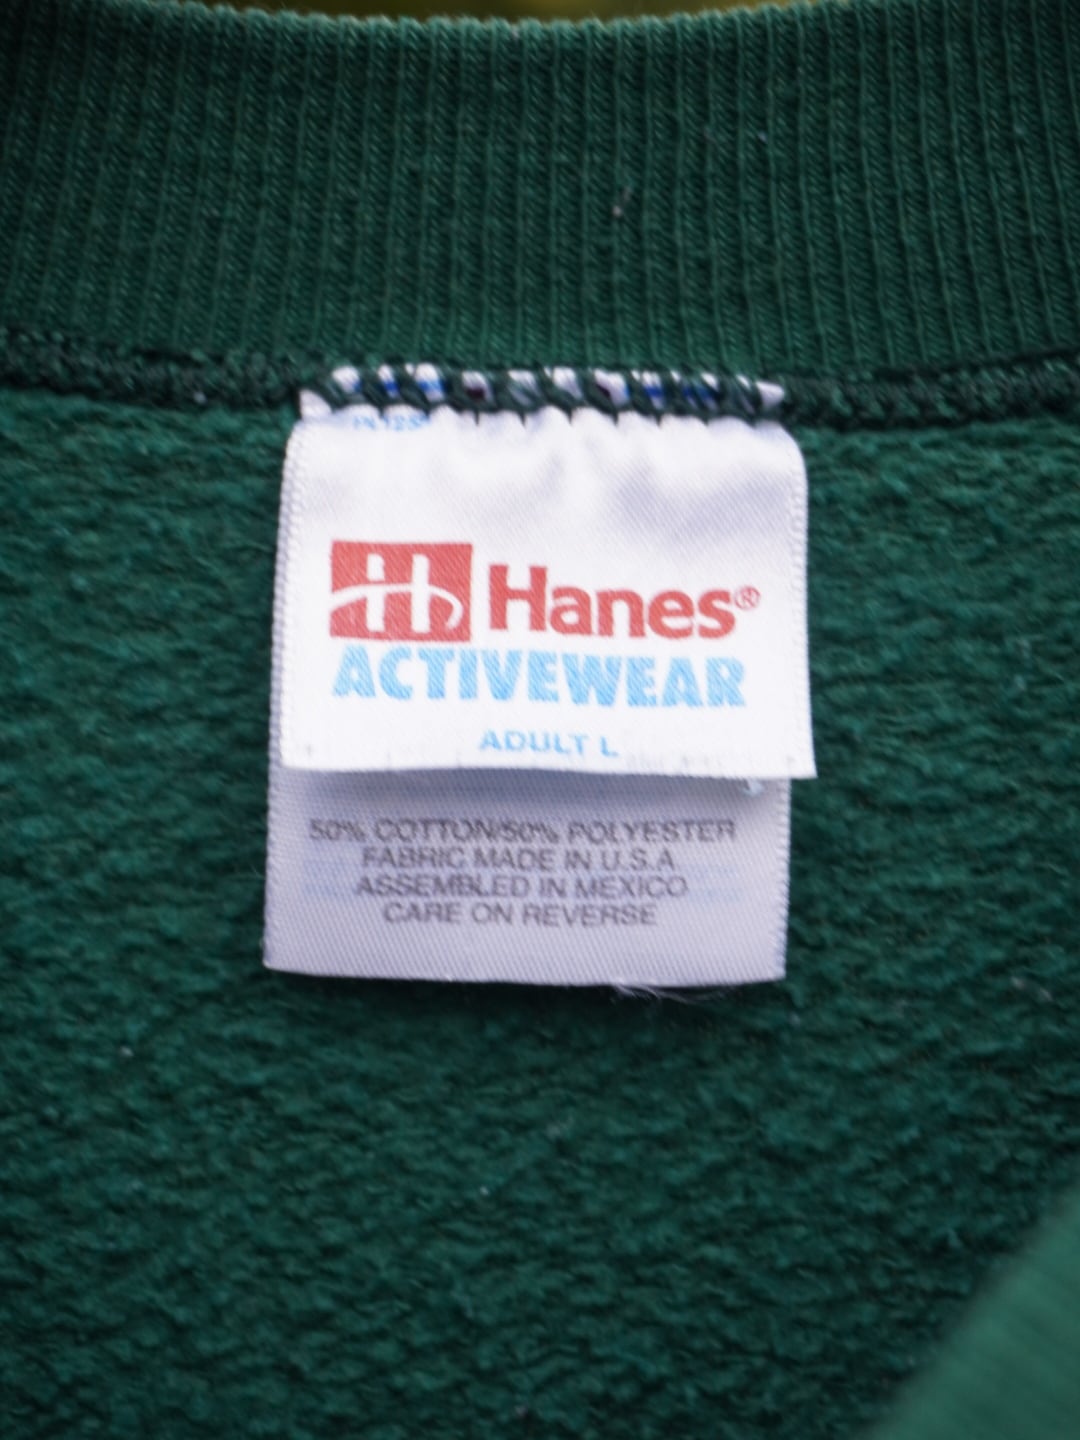 H Hanes®
ACTIVEWEAR
ADULT L
50% COTTON/50% POLYESTER
FABRIC MADE IN U.S.A
ASSEMBLED IN MEXICO
CARE ON REVERSE